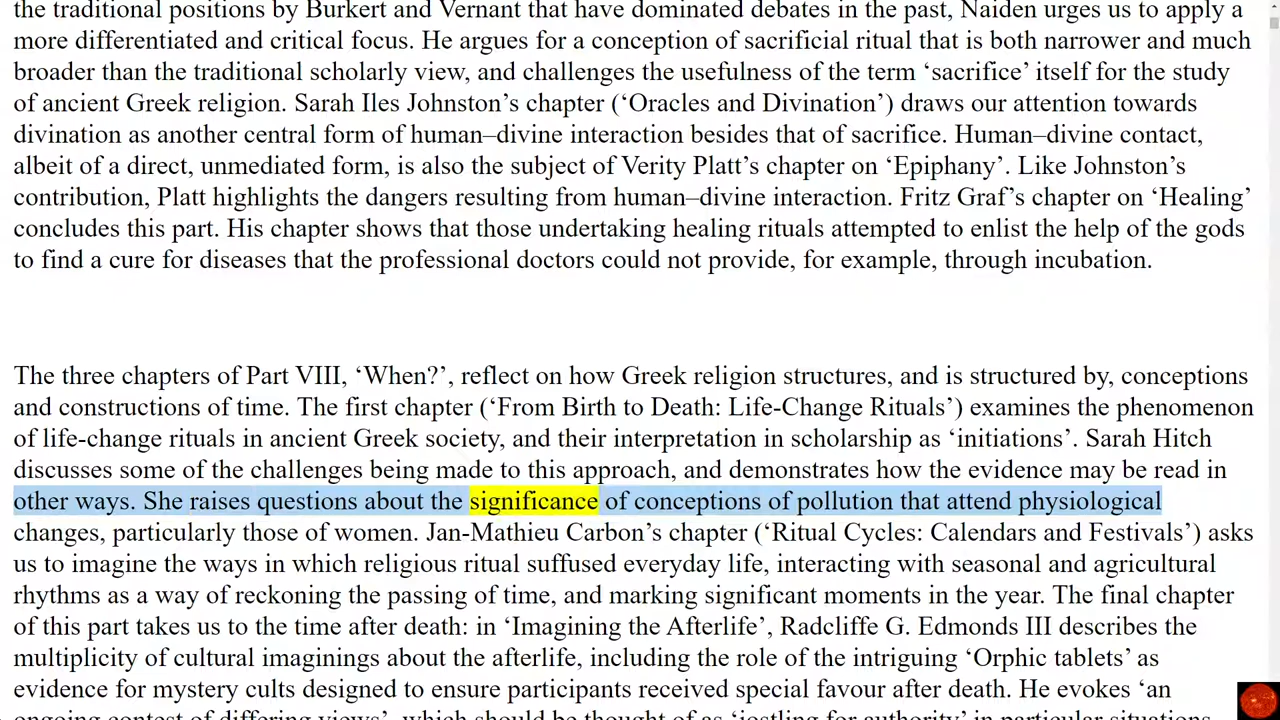 the traditional positions by Burkert and Vernant that have dominated debates in the past, Naiden urges us to apply a
more differentiated and critical focus. He argues for a conception of sacrificial ritual that is both narrower and much
broader than the traditional scholarly view, and challenges the usefulness of the term ‘sacrifice’ itself for the study
of ancient Greek religion. Sarah Iles Johnston’s chapter (‘Oracles and Divination’) draws our attention towards
divination as another central form of human–divine interaction besides that of sacrifice. Human–divine contact,
albeit of a direct, unmediated form, is also the subject of Verity Platt’s chapter on ‘Epiphany’. Like Johnston’s
contribution, Platt highlights the dangers resulting from human–divine interaction. Fritz Graf’s chapter on ‘Healing’
concludes this part. His chapter shows that those undertaking healing rituals attempted to enlist the help of the gods
to find a cure for diseases that the professional doctors could not provide, for example, through incubation.
The three chapters of Part VIII, ‘When?’, reflect on how Greek religion structures, and is structured by, conceptions
and constructions of time. The first chapter (‘From Birth to Death: Life-Change Rituals’) examines the phenomenon
of life-change rituals in ancient Greek society, and their interpretation in scholarship as ‘initiations’. Sarah Hitch
discusses some of the challenges being made to this approach, and demonstrates how the evidence may be read in
other ways. She raises questions about the significance of conceptions of pollution that attend physiological
changes, particularly those of women. Jan-Mathieu Carbon’s chapter (‘Ritual Cycles: Calendars and Festivals’) asks
us to imagine the ways in which religious ritual suffused everyday life, interacting with seasonal and agricultural
rhythms as a way of reckoning the passing of time, and marking significant moments in the year. The final chapter
of this part takes us to the time after death: in ‘Imagining the Afterlife’, Radcliffe G. Edmonds III describes the
multiplicity of cultural imaginings about the afterlife, including the role of the intriguing ‘Orphic tablets’ as
evidence for mystery cults designed to ensure participants received special favour after death. He evokes ‘an
ongoing contest of differing views’, which should be thought of as ‘jostling for authority’ in particular situations